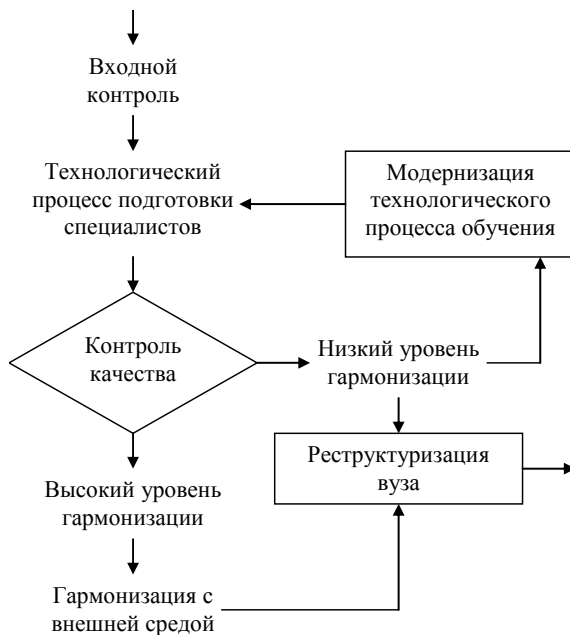 Входной
контроль
Технологический
процесс подготовки
специалистов
Модернизация
технологического
процесса обучения
Контроль
качества
Низкий уровень
гармонизации
Реструктуризация
вуза
Высокий уровень
гармонизации
Гармонизация с
внешней средой